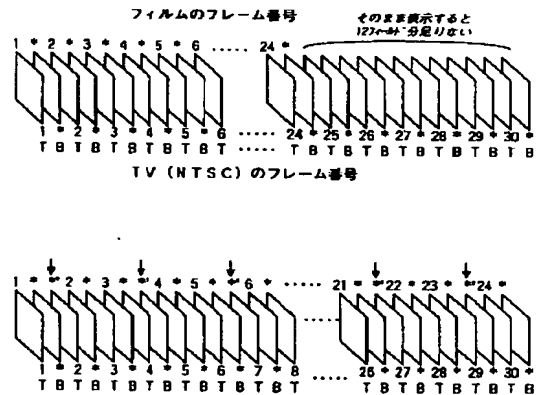 フィルムのフレーム番号
そのまま表示すると
12フィールド分足りない
1 * 2 * 3 * 4 * 5 * 6 ····· 24 *
1 * 2 * 3 * 4 * 5 * 6 ····· 24 * 25 * 26 * 27 * 28 * 29 * 30 *
T B T B T B T B T B T ····· T B T B T B T B T B T B T B
TV (NTSC) のフレーム番号
1 * *' 2 * 3 * *' 4 * 5 * *' 6 * ····· 21 * *' 22 * 23 * *' 24 *
1 * 2 * 3 * 4 * 5 * 6 * 7 * 8 ····· 26 * 27 * 28 * 29 * 30 *
T B T B T B T B T B T B T B T ····· T B T B T B T B T B